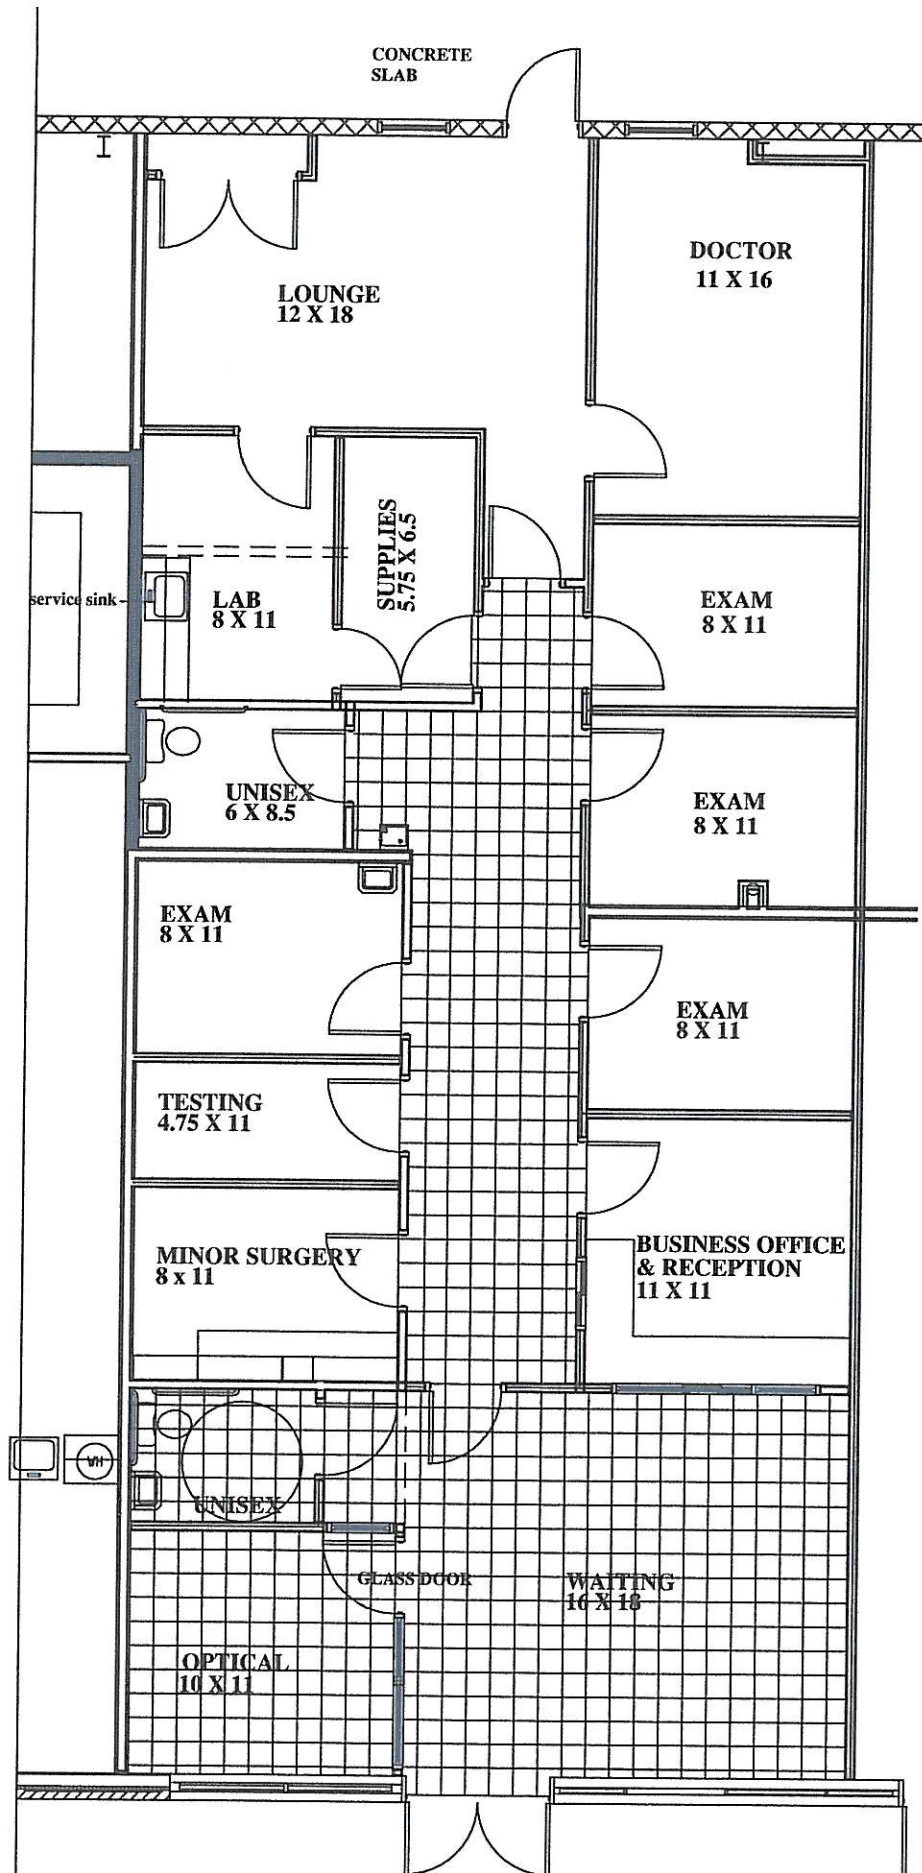 CONCRETE
SLAB
DOCTOR
11 X 16
LOUNGE
12 X 18
SUPPLIES
5.75 X 6.5
service sink
LAB
8 X 11
EXAM
8 X 11
UNISEX
6 X 8.5
EXAM
8 X 11
EXAM
8 X 11
EXAM
8 X 11
TESTING
4.75 X 11
MINOR SURGERY
8 x 11
BUSINESS OFFICE
& RECEPTION
11 X 11
WH
UNISEX
GLASS DOOR
WAITING
16 X 18
OPTICAL
10 X 11